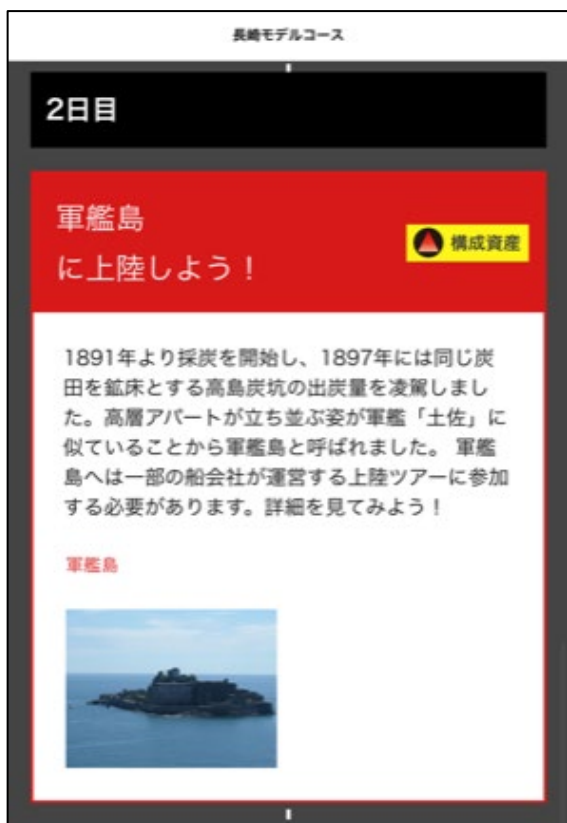 長崎モデルコース
2日目
軍艦島
に上陸しよう！
構成資産
1891年より採炭を開始し、1897年には同じ炭
田を鉱床とする高島炭坑の出炭量を凌駕しまし
た。高層アパートが立ち並ぶ姿が軍艦「土佐」に
似ていることから軍艦島と呼ばれました。 軍艦
島へは一部の船会社が運営する上陸ツアーに参加
する必要があります。詳細を見てみよう！
軍艦島